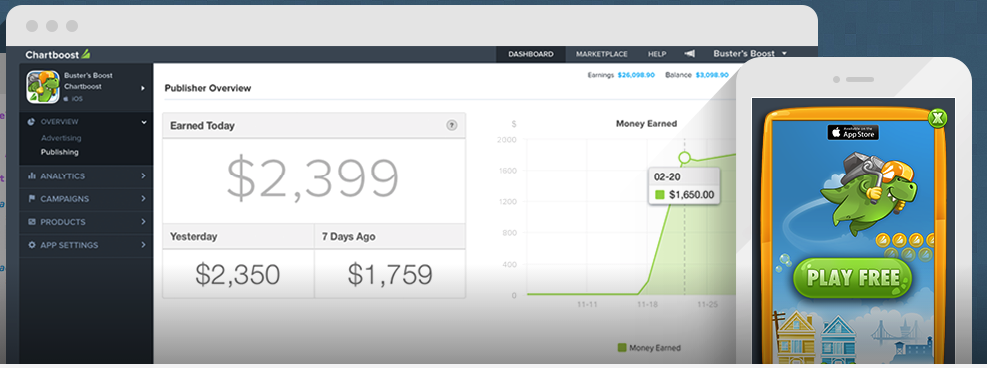 Chartboost
DASHBOARD
MARKETPLACE
HELP
Buster's Boost
Buster's Boost
Chartboost
iOS
OVERVIEW
Advertising
Publishing
ANALYTICS
CAMPAIGNS
PRODUCTS
APP SETTINGS
Earnings $26,098.90 Balance $3,098.90
Publisher Overview
Earned Today
?
$2,399
Yesterday
7 Days Ago
$2,350
$1,759
$
Money Earned
2000
1600
1200
800
400
0
02-20
$1,650.00
11-11
11-18
11-25
Money Earned
X
Available on the
App Store
PLAY FREE